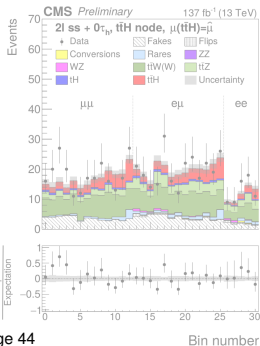 CMS Preliminary 137 fb⁻¹ (13 TeV)
Events
2l ss + 0τh, tt̄H node, μ(tt̄H)=μ̂
Data Fakes Flips
Conversions Rares ZZ
WZ tt̄W(W) tt̄Z
tH tt̄H Uncertainty
μμ eμ ee
70
60
50
40
30
20
10
0
Expectation
1
0.5
0
−0.5
−1
0 5 10 15 20 25 30
Bin number